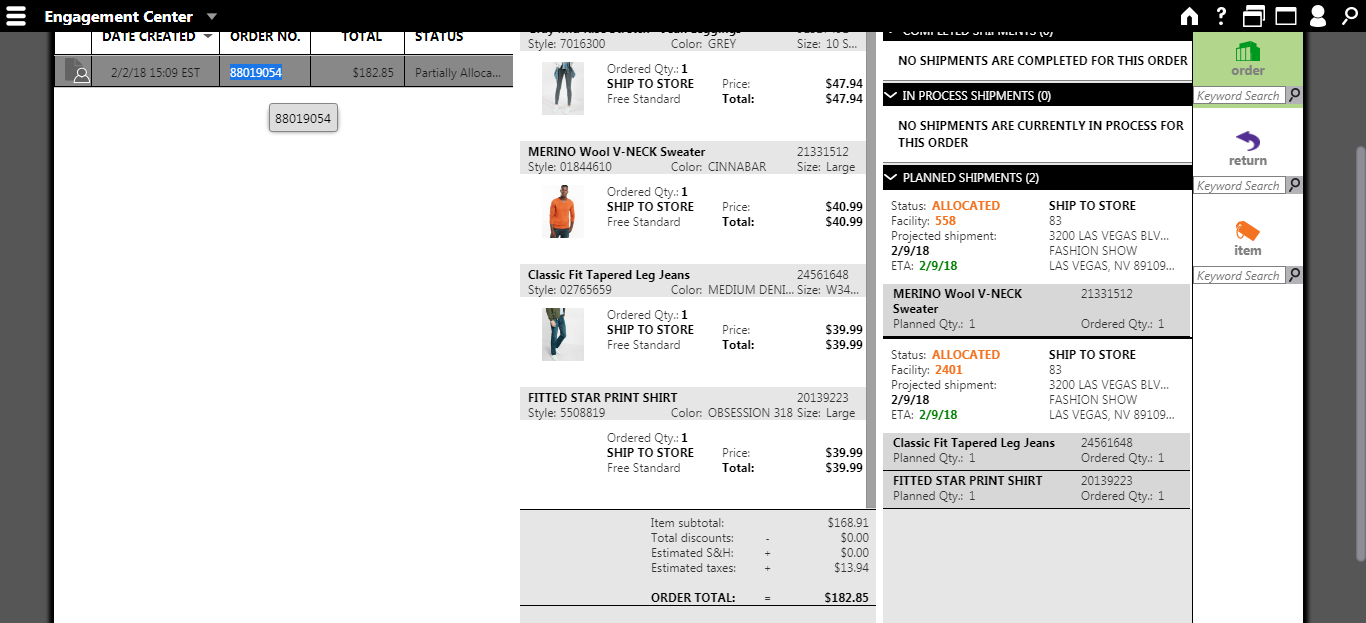 Engagement Center
?
DATE CREATED ORDER NO. TOTAL STATUS
2/2/18 15:09 EST 88019054 $182.85 Partially Alloca...
88019054
Style: 7016300 Color: GREY Size: 10 S...
Ordered Qty.: 1
SHIP TO STORE Price: $47.94
Free Standard Total: $47.94
MERINO Wool V-NECK Sweater 21331512
Style: 01844610 Color: CINNABAR Size: Large
Ordered Qty.: 1
SHIP TO STORE Price: $40.99
Free Standard Total: $40.99
Classic Fit Tapered Leg Jeans 24561648
Style: 02765659 Color: MEDIUM DENI... Size: W34...
Ordered Qty.: 1
SHIP TO STORE Price: $39.99
Free Standard Total: $39.99
FITTED STAR PRINT SHIRT 20139223
Style: 5508819 Color: OBSESSION 318 Size: Large
Ordered Qty.: 1
SHIP TO STORE Price: $39.99
Free Standard Total: $39.99
Item subtotal: $168.91
Total discounts: - $0.00
Estimated S&H: + $0.00
Estimated taxes: + $13.94
ORDER TOTAL: = $182.85
COMPLETED SHIPMENTS (0)
NO SHIPMENTS ARE COMPLETED FOR THIS ORDER
IN PROCESS SHIPMENTS (0)
NO SHIPMENTS ARE CURRENTLY IN PROCESS FOR
THIS ORDER
PLANNED SHIPMENTS (2)
Status: ALLOCATED SHIP TO STORE
Facility: 558 83
Projected shipment: 3200 LAS VEGAS BLV...
2/9/18 FASHION SHOW
ETA: 2/9/18 LAS VEGAS, NV 89109...
MERINO Wool V-NECK 21331512
Sweater
Planned Qty.: 1 Ordered Qty.: 1
Status: ALLOCATED SHIP TO STORE
Facility: 2401 83
Projected shipment: 3200 LAS VEGAS BLV...
2/9/18 FASHION SHOW
ETA: 2/9/18 LAS VEGAS, NV 89109...
Classic Fit Tapered Leg Jeans 24561648
Planned Qty.: 1 Ordered Qty.: 1
FITTED STAR PRINT SHIRT 20139223
Planned Qty.: 1 Ordered Qty.: 1
order
Keyword Search
return
Keyword Search
item
Keyword Search